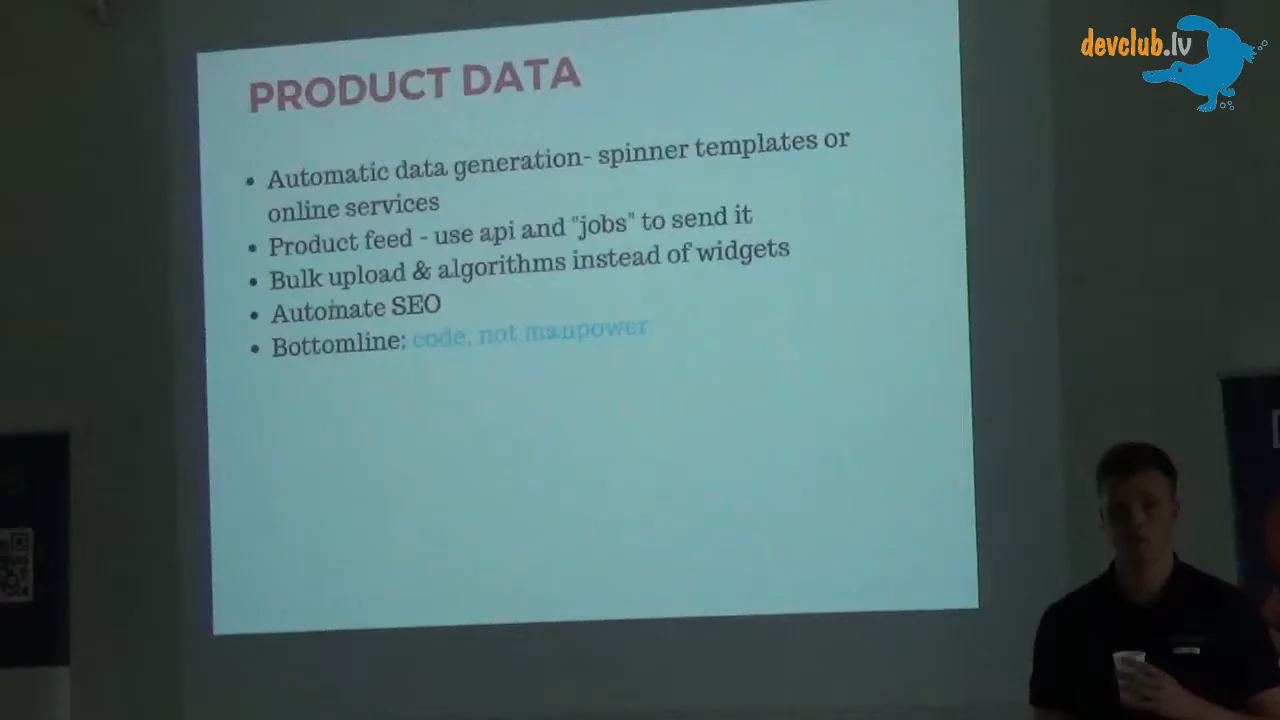 devclub.lv
PRODUCT DATA
• Automatic data generation- spinner templates or
online services
• Product feed - use api and "jobs" to send it
• Bulk upload & algorithms instead of widgets
• Automate SEO
• Bottomline: code, not manpower